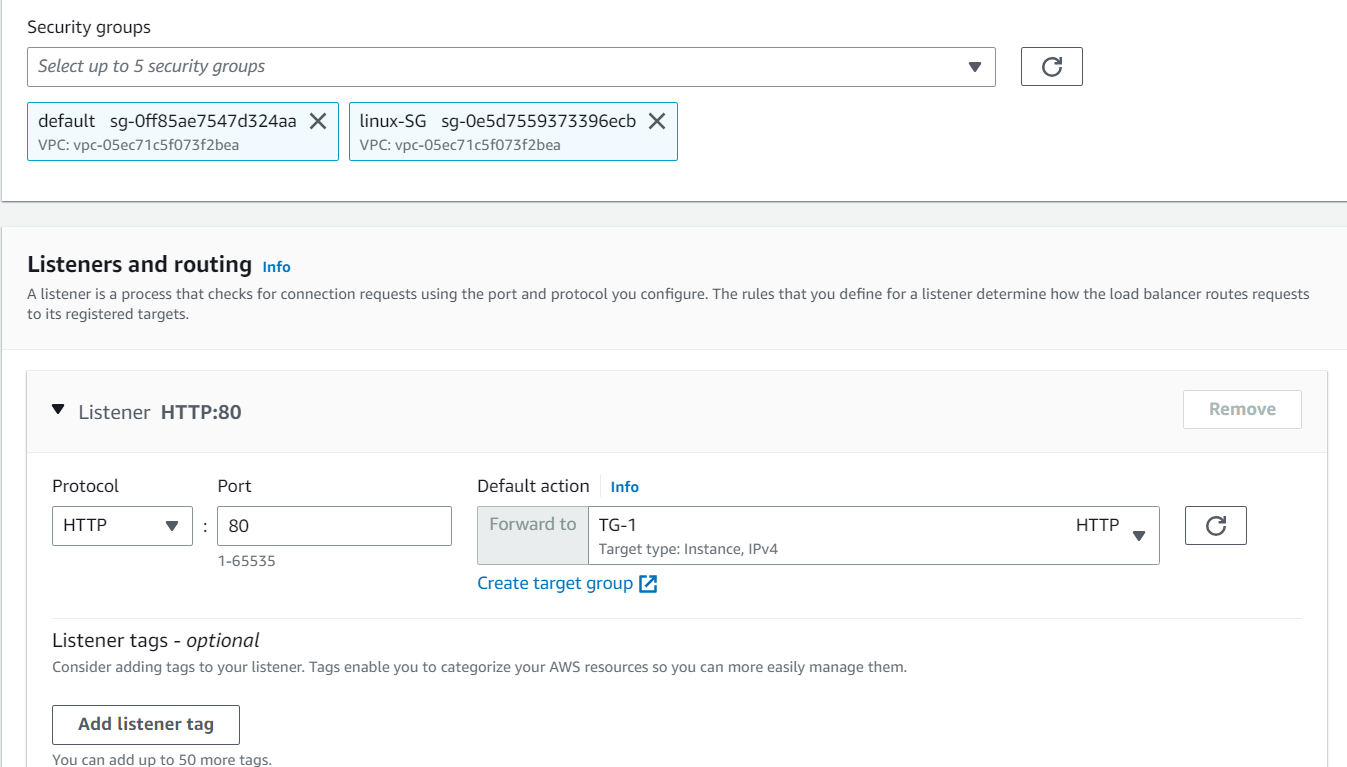 Security groups
Select up to 5 security groups
default sg-0ff85ae7547d324aa
VPC: vpc-05ec71c5f073f2bea
linux-SG sg-0e5d7559373396ecb
VPC: vpc-05ec71c5f073f2bea
Listeners and routing Info
A listener is a process that checks for connection requests using the port and protocol you configure. The rules that you define for a listener determine how the load balancer routes requests
to its registered targets.
Listener HTTP:80
Remove
Protocol
Port
Default action Info
HTTP
:
80
1-65535
Forward to
TG-1
HTTP
Target type: Instance, IPv4
Create target group
Listener tags - optional
Consider adding tags to your listener. Tags enable you to categorize your AWS resources so you can more easily manage them.
Add listener tag
You can add up to 50 more tags.